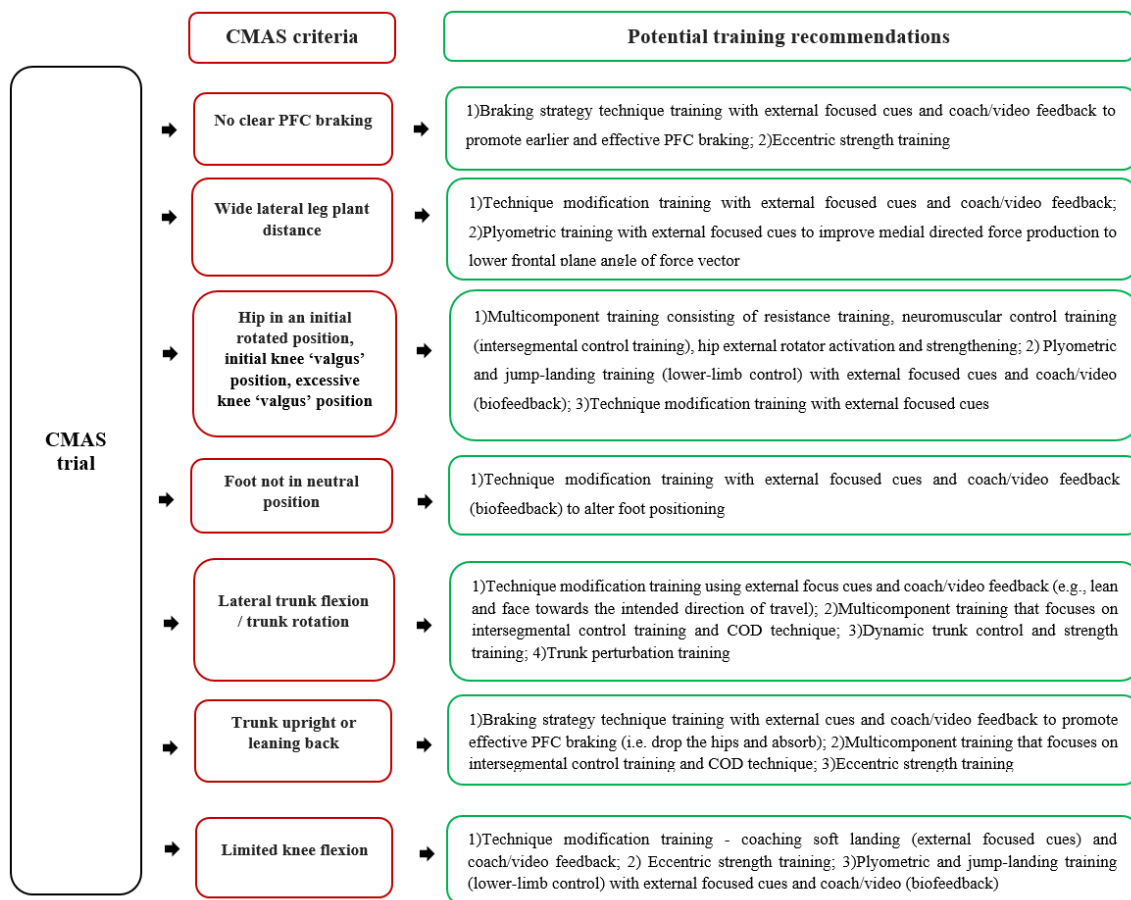 CMAS criteria
Potential training recommendations
CMAS
trial
No clear PFC braking
1)Braking strategy technique training with external focused cues and coach/video feedback to
promote earlier and effective PFC braking; 2)Eccentric strength training
Wide lateral leg plant
distance
1)Technique modification training with external focused cues and coach/video feedback;
2)Plyometric training with external focused cues to improve medial directed force production to
lower frontal plane angle of force vector
Hip in an initial
rotated position,
initial knee ‘valgus’
position, excessive
knee ‘valgus’ position
1)Multicomponent training consisting of resistance training, neuromuscular control training
(intersegmental control training), hip external rotator activation and strengthening; 2) Plyometric
and jump-landing training (lower-limb control) with external focused cues and coach/video
(biofeedback); 3)Technique modification training with external focused cues
Foot not in neutral
position
1)Technique modification training with external focused cues and coach/video feedback
(biofeedback) to alter foot positioning
Lateral trunk flexion
/ trunk rotation
1)Technique modification training using external focus cues and coach/video feedback (e.g., lean
and face towards the intended direction of travel); 2)Multicomponent training that focuses on
intersegmental control training and COD technique; 3)Dynamic trunk control and strength
training; 4)Trunk perturbation training
Trunk upright or
leaning back
1)Braking strategy technique training with external cues and coach/video feedback to promote
effective PFC braking (i.e. drop the hips and absorb); 2)Multicomponent training that focuses on
intersegmental control training and COD technique; 3)Eccentric strength training
Limited knee flexion
1)Technique modification training - coaching soft landing (external focused cues) and
coach/video feedback; 2) Eccentric strength training; 3)Plyometric and jump-landing training
(lower-limb control) with external focused cues and coach/video (biofeedback)